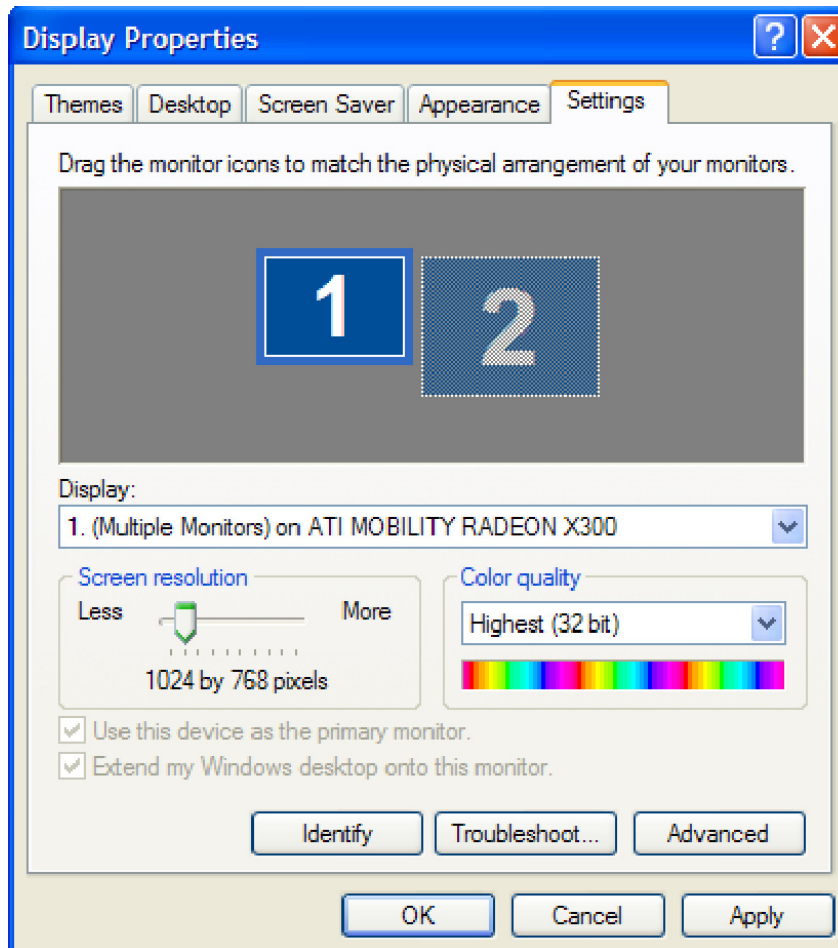 Display Properties
Themes Desktop Screen Saver Appearance Settings
Drag the monitor icons to match the physical arrangement of your monitors.
1 2
Display:
1. (Multiple Monitors) on ATI MOBILITY RADEON X300
Screen resolution Color quality
Less More Highest (32 bit)
1024 by 768 pixels
Use this device as the primary monitor.
Extend my Windows desktop onto this monitor.
Identify Troubleshoot... Advanced
OK Cancel Apply